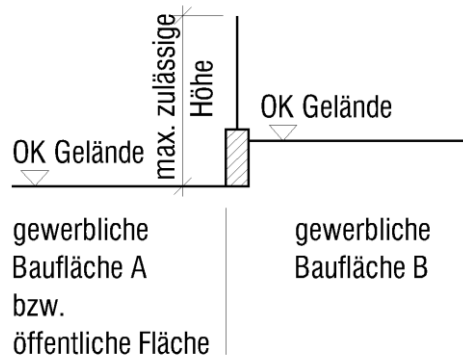 max. zulässige
Höhe
OK Gelände
OK Gelände
gewerbliche
Baufläche A
bzw.
öffentliche Fläche
gewerbliche
Baufläche B